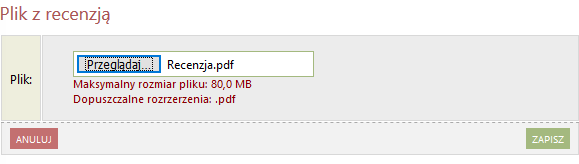 Plik z recenzją
Plik:
Przeglądaj... Recenzja.pdf
Maksymalny rozmiar pliku: 80,0 MB
Dopuszczalne rozrzerzenia: .pdf
ANULUJ ZAPISZ